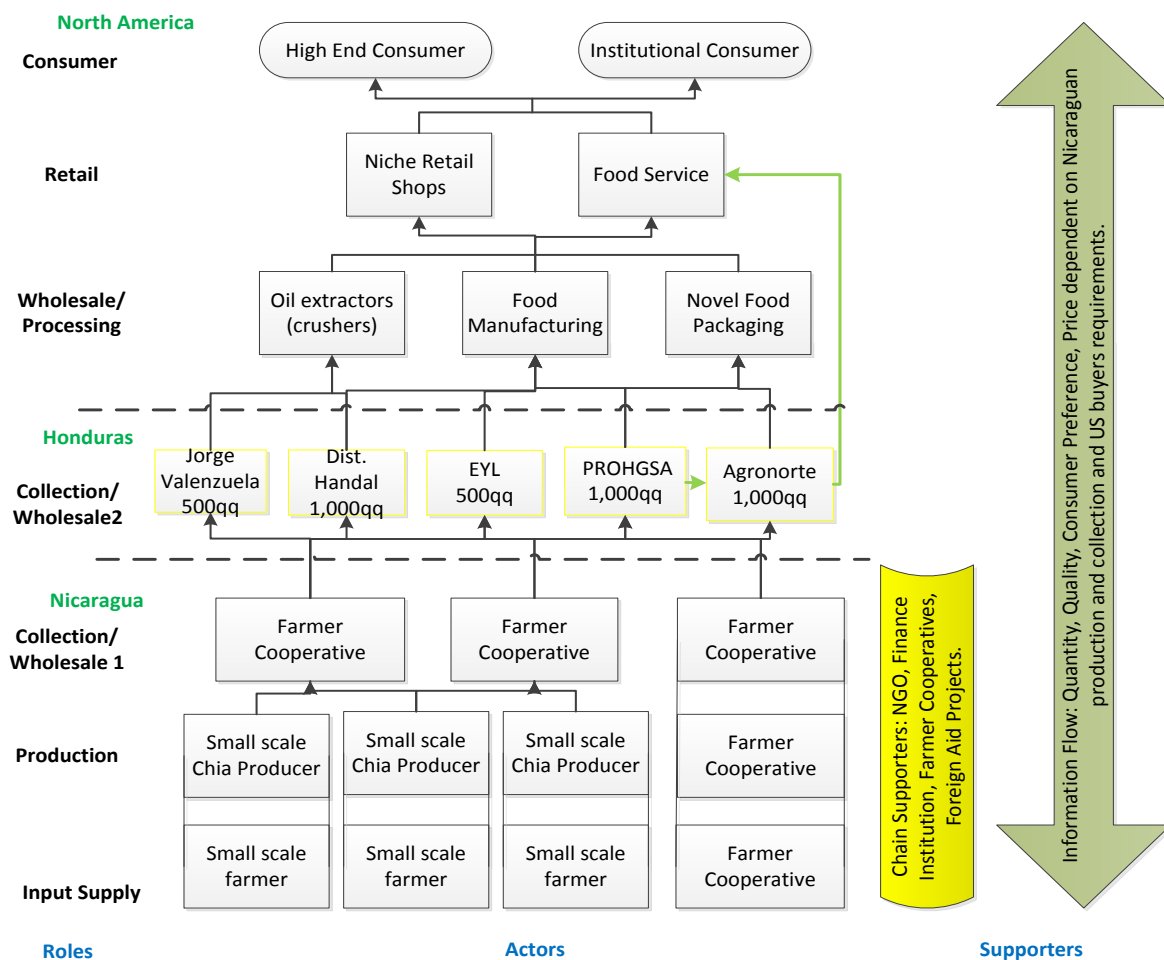 North America
Consumer
High End Consumer
Institutional Consumer
Retail
Niche Retail
Shops
Food Service
Wholesale/
Processing
Oil extractors
(crushers)
Food
Manufacturing
Novel Food
Packaging
Honduras
Collection/
Wholesale2
Jorge
Valenzuela
500qq
Dist.
Handal
1,000qq
EYL
500qq
PROHGSA
1,000qq
Agronorte
1,000qq
Nicaragua
Collection/
Wholesale 1
Farmer
Cooperative
Farmer
Cooperative
Farmer
Cooperative
Production
Small scale
Chia Producer
Small scale
Chia Producer
Small scale
Chia Producer
Farmer
Cooperative
Input Supply
Small scale
farmer
Small scale
farmer
Small scale
farmer
Farmer
Cooperative
Chain Supporters: NGO, Finance
Institution, Farmer Cooperatives,
Foreign Aid Projects.
Information Flow: Quantity, Quality, Consumer Preference, Price dependent on Nicaraguan
production and collection and US buyers requirements.
Roles
Actors
Supporters